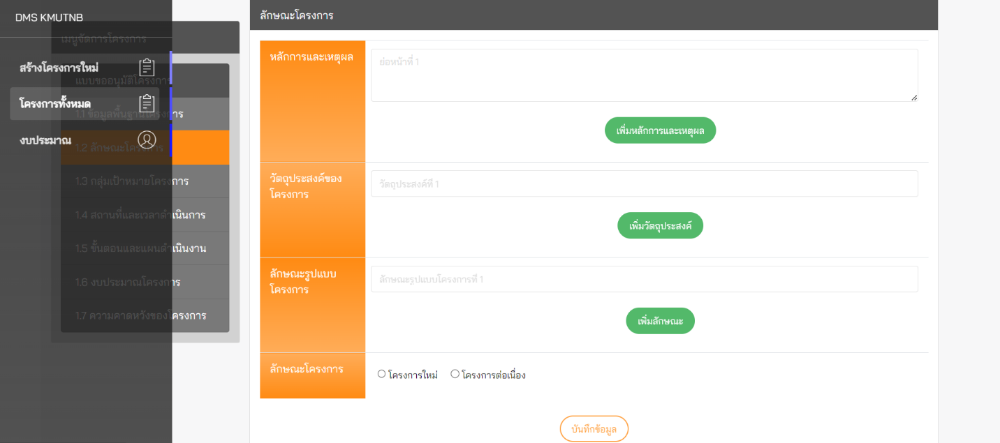 DMS KMUTNB
สร้างโครงการใหม่
โครงการทั้งหมด
งบประมาณ
เมนูจัดการโครงการ
แบบขออนุมัติโครงการ
1.1 ข้อมูลพื้นฐานโครงการ
1.2 ลักษณะโครงการ
1.3 กลุ่มเป้าหมายโครงการ
1.4 สถานที่และเวลาดำเนินการ
1.5 ขั้นตอนและแผนดำเนินงาน
1.6 งบประมาณโครงการ
1.7 ความคาดหวังของโครงการ
ลักษณะโครงการ
หลักการและเหตุผล
ย่อหน้าที่ 1
เพิ่มหลักการและเหตุผล
วัตถุประสงค์ของ
โครงการ
วัตถุประสงค์ที่ 1
เพิ่มวัตถุประสงค์
ลักษณะรูปแบบ
โครงการ
ลักษณะรูปแบบโครงการที่ 1
เพิ่มลักษณะ
ลักษณะโครงการ
โครงการใหม่ โครงการต่อเนื่อง
บันทึกข้อมูล